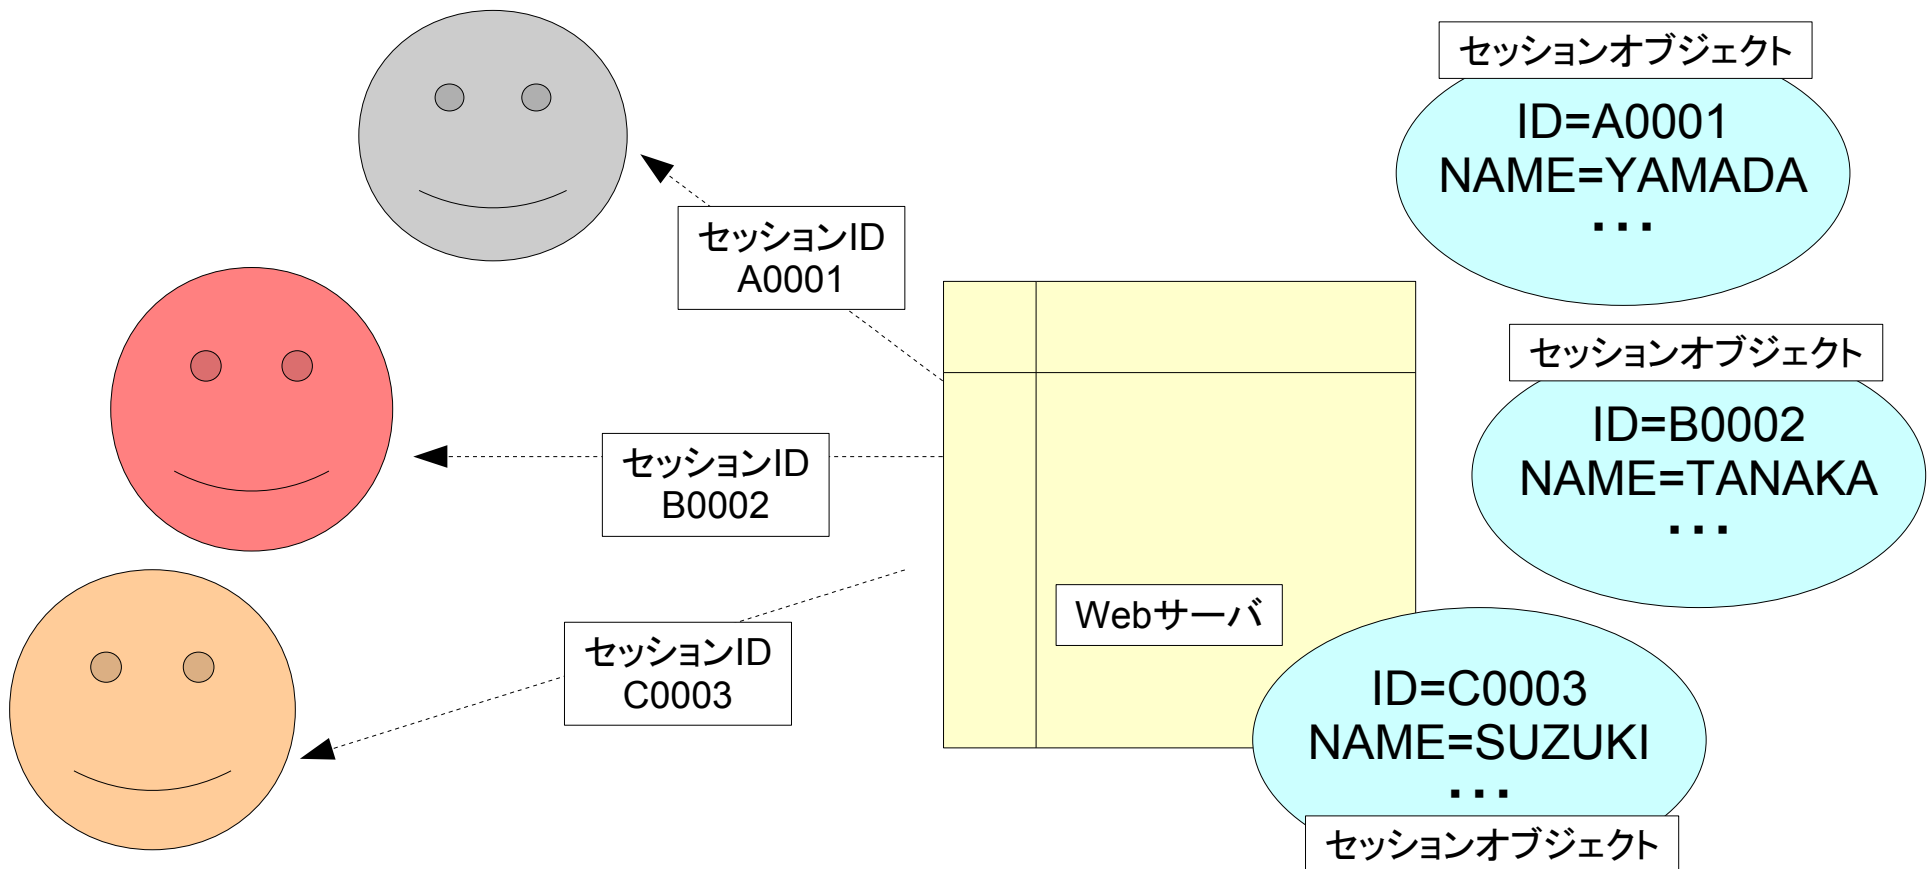 セッションオブジェクト
ID=A0001
NAME=YAMADA
・・・
セッションID
A0001
セッションオブジェクト
ID=B0002
NAME=TANAKA
・・・
セッションID
B0002
Webサーバ
セッションID
C0003
ID=C0003
NAME=SUZUKI
・・・
セッションオブジェクト